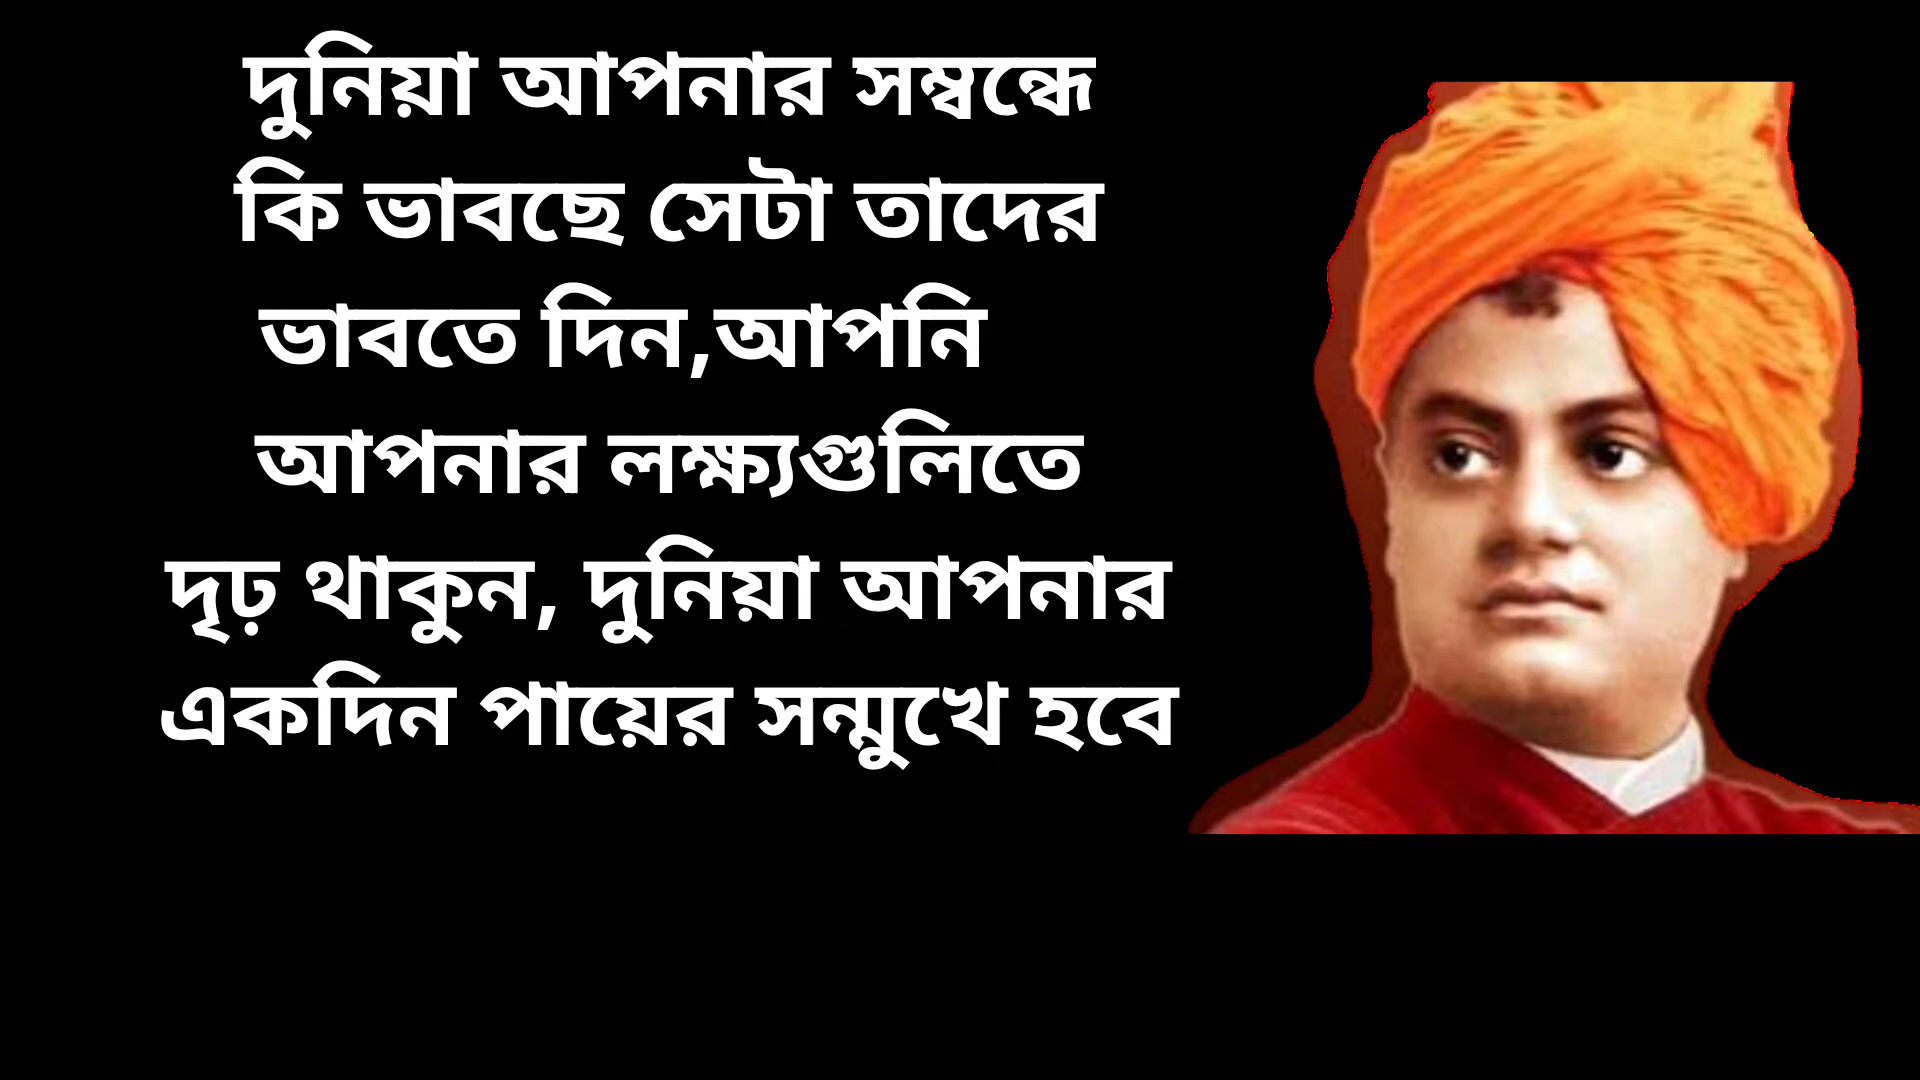 দুনিয়া আপনার সম্বন্ধে
কি ভাবছে সেটা তাদের
ভাবতে দিন,আপনি
আপনার লক্ষ্যগুলিতে
দৃঢ় থাকুন, দুনিয়া আপনার
একদিন পায়ের সন্মুখে হবে